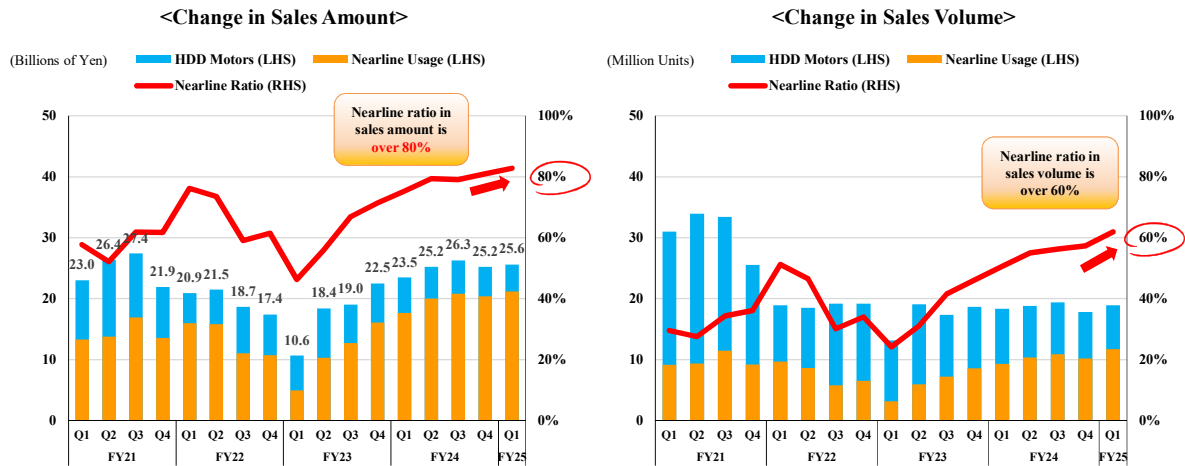 <Change in Sales Amount>
(Billions of Yen)
HDD Motors (LHS)
Nearline Usage (LHS)
Nearline Ratio (RHS)
Nearline ratio in
sales amount is
over 80%
50
40
30
20
10
0
100%
80%
60%
40%
20%
0%
23.0
26.4
27.4
21.9
20.9
21.5
18.7
17.4
10.6
18.4
19.0
22.5
23.5
25.2
26.3
25.2
25.6
Q1 Q2 Q3 Q4 Q1 Q2 Q3 Q4 Q1 Q2 Q3 Q4 Q1 Q2 Q3 Q4 Q1
FY21 FY22 FY23 FY24 FY25
<Change in Sales Volume>
(Million Units)
HDD Motors (LHS)
Nearline Usage (LHS)
Nearline Ratio (RHS)
Nearline ratio in
sales volume is
over 60%
50
40
30
20
10
0
100%
80%
60%
40%
20%
0%
Q1 Q2 Q3 Q4 Q1 Q2 Q3 Q4 Q1 Q2 Q3 Q4 Q1 Q2 Q3 Q4 Q1
FY21 FY22 FY23 FY24 FY25